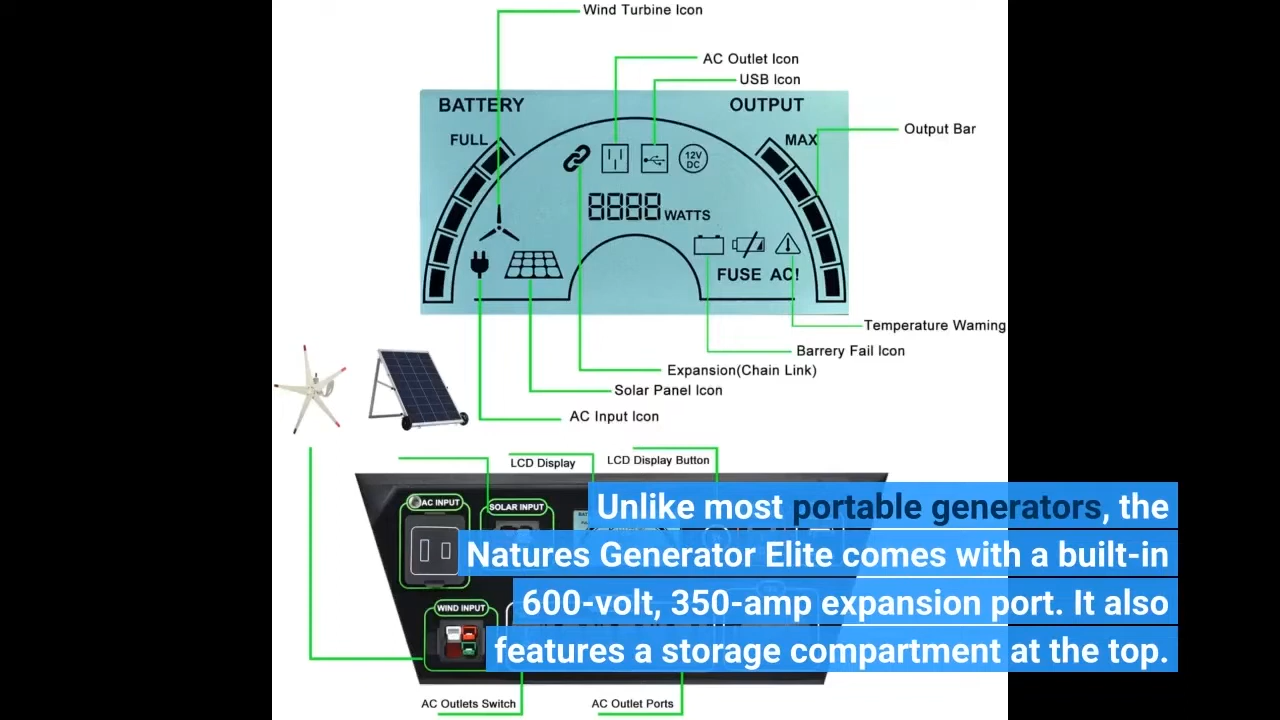 Wind Turbine Icon
AC Outlet Icon
USB Icon
BATTERY
OUTPUT
Output Bar
FULL
MAX
12V
DC
8888 WATTS
FUSE AC!
Temperature Waming
Barrery Fail Icon
Expansion(Chain Link)
Solar Panel Icon
AC Input Icon
LCD Display
LCD Display Button
AC INPUT
SOLAR INPUT
Unlike most portable generators, the
Natures Generator Elite comes with a built-in
600-volt, 350-amp expansion port. It also
features a storage compartment at the top.
WIND INPUT
AC Outlets Switch
AC Outlet Ports